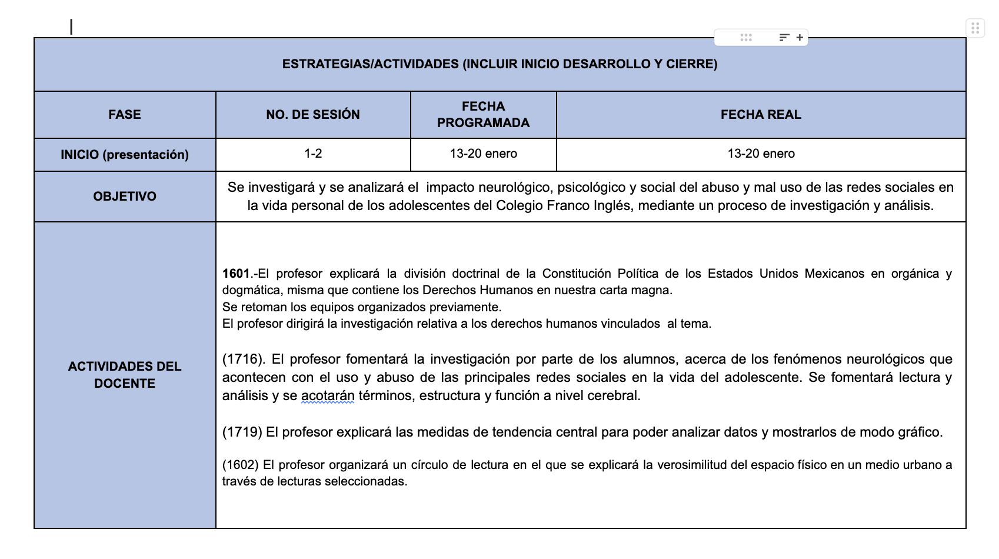 ESTRATEGIAS/ACTIVIDADES (INCLUIR INICIO DESARROLLO Y CIERRE)
FASE
NO. DE SESIÓN
FECHA
PROGRAMADA
FECHA REAL
INICIO (presentación)
1-2
13-20 enero
13-20 enero
OBJETIVO
Se investigará y se analizará el  impacto neurológico, psicológico y social del abuso y mal uso de las redes sociales en
la vida personal de los adolescentes del Colegio Franco Inglés, mediante un proceso de investigación y análisis.
ACTIVIDADES DEL
DOCENTE
1601.-El profesor explicará la división doctrinal de la Constitución Política de los Estados Unidos Mexicanos en orgánica y
dogmática, misma que contiene los Derechos Humanos en nuestra carta magna.
Se retoman los equipos organizados previamente.
El profesor dirigirá la investigación relativa a los derechos humanos vinculados  al tema.
(1716). El profesor fomentará la investigación por parte de los alumnos, acerca de los fenómenos neurológicos que
acontecen con el uso y abuso de las principales redes sociales en la vida del adolescente. Se fomentará lectura y
análisis y se acotarán términos, estructura y función a nivel cerebral.
(1719) El profesor explicará las medidas de tendencia central para poder analizar datos y mostrarlos de modo gráfico.
(1602) El profesor organizará un círculo de lectura en el que se explicará la verosimilitud del espacio físico en un medio urbano a
través de lecturas seleccionadas.